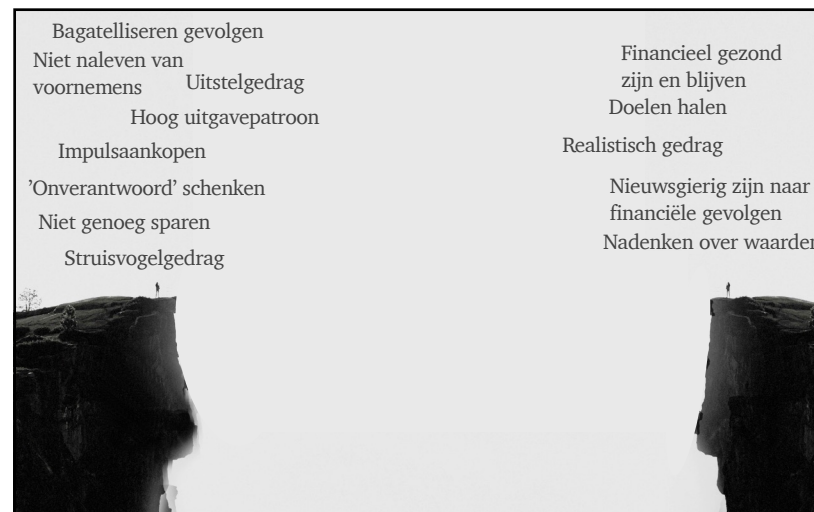 Bagatelliseren gevolgen
Niet naleven van
voornemens
Uitstelgedrag
Hoog uitgavepatroon
Impulsaankopen
’Onverantwoord’ schenken
Niet genoeg sparen
Struisvogelgedrag
Financieel gezond
zijn en blijven
Doelen halen
Realistisch gedrag
Nieuwsgierig zijn naar
financiële gevolgen
Nadenken over waarden